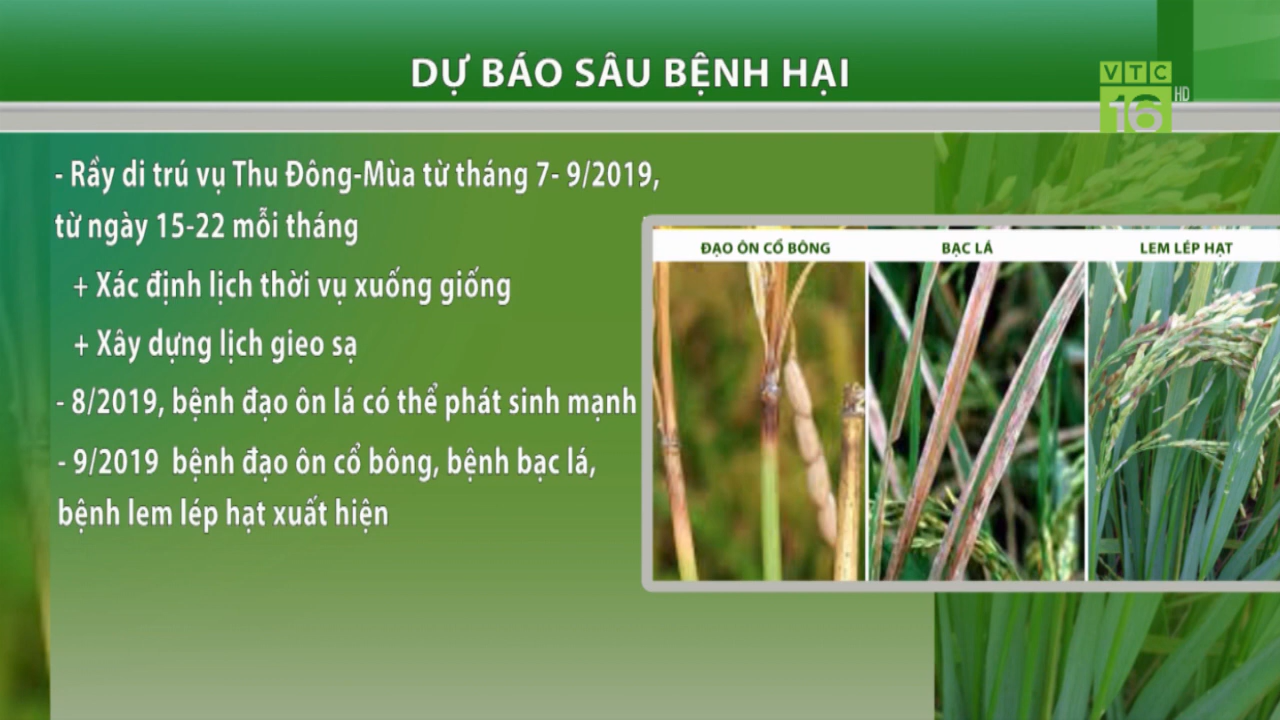 DỰ BÁO SÂU BỆNH HẠI
VTC
16 HD
- Rầy di trú vụ Thu Đông-Mùa từ tháng 7- 9/2019,
từ ngày 15-22 mỗi tháng
+ Xác định lịch thời vụ xuống giống
+ Xây dựng lịch gieo sạ
- 8/2019, bệnh đạo ôn lá có thể phát sinh mạnh
- 9/2019 bệnh đạo ôn cổ bông, bệnh bạc lá,
bệnh lem lép hạt xuất hiện
ĐẠO ÔN CỔ BÔNG
BẠC LÁ
LEM LÉP HẠT